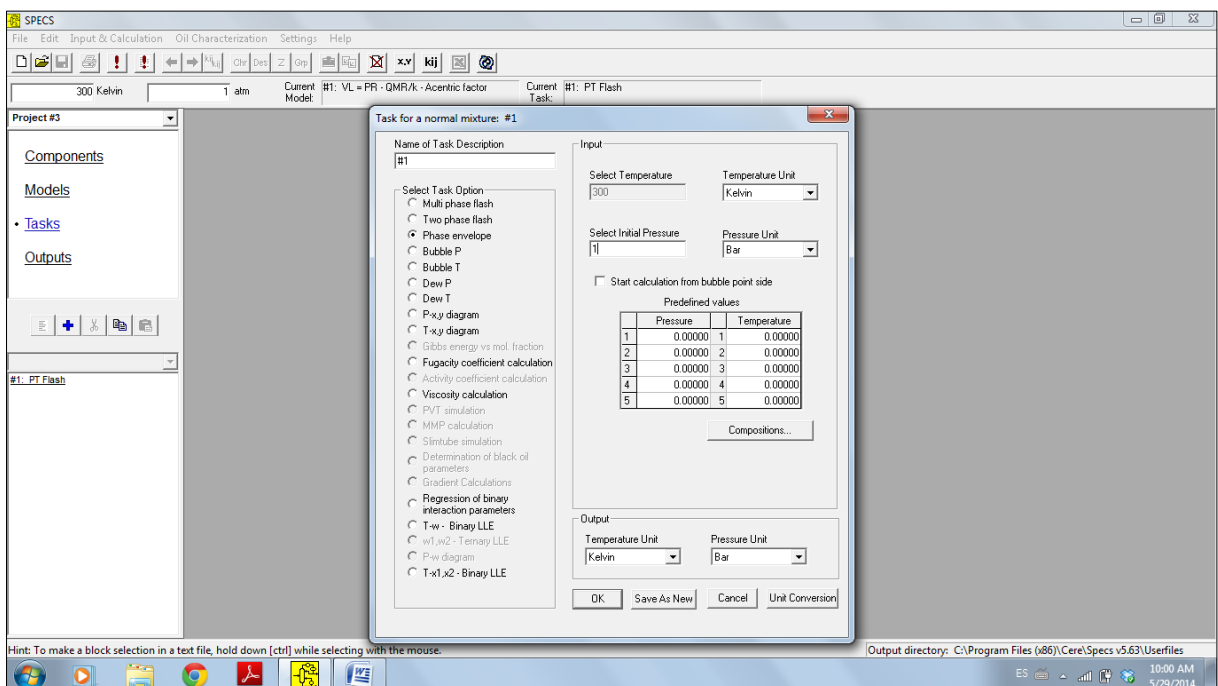 SPECS
File Edit Input & Calculation Oil Characterization Settings Help
Chr Des Z Grp x,y kij
300 Kelvin 1 atm Current Model: #1: VL = PR - QMR/k - Acentric factor Current Task: #1: PT Flash
Project #3
Components
Models
• Tasks
Outputs
#1: PT Flash
Task for a normal mixture: #1
Name of Task Description
#1
Select Task Option
Multi phase flash
Two phase flash
Phase envelope
Bubble P
Bubble T
Dew P
Dew T
P-x,y diagram
T-x,y diagram
Gibbs energy vs mol. fraction
Fugacity coefficient calculation
Activity coefficient calculation
Viscosity calculation
PVT simulation
MMP calculation
Slimtube simulation
Determination of black oil
parameters
Gradient Calculations
Regression of binary
interaction parameters
T-w - Binary LLE
w1,w2 - Ternary LLE
P-w diagram
T-x1,x2 - Binary LLE
Input
Select Temperature Temperature Unit
300 Kelvin
Select Initial Pressure Pressure Unit
1 Bar
Start calculation from bubble point side
Predefined values
Pressure Temperature
1 0.00000 1 0.00000
2 0.00000 2 0.00000
3 0.00000 3 0.00000
4 0.00000 4 0.00000
5 0.00000 5 0.00000
Compositions...
Output
Temperature Unit Pressure Unit
Kelvin Bar
OK Save As New Cancel Unit Conversion
Hint: To make a block selection in a text file, hold down [ctrl] while selecting with the mouse. Output directory: C:\Program Files (x86)\Cere\Specs v5.63\Userfiles
ES 10:00 AM
5/29/2014